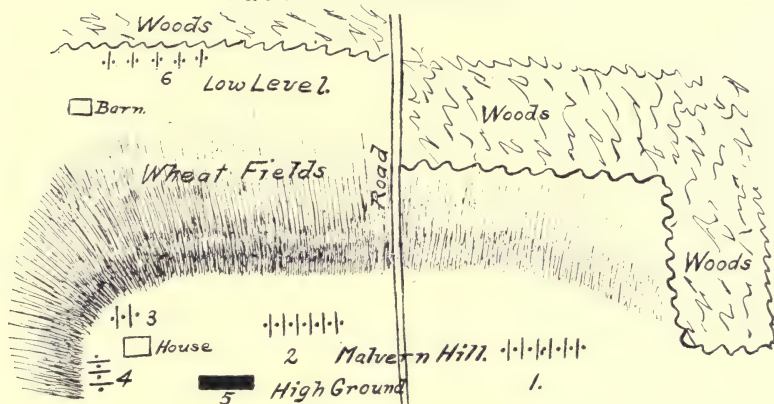 Woods
6
Low Level.
Barn.
Woods
Wheat Fields
Road
Woods
3
House
2 Malvern Hill.
4
5 High Ground
1.